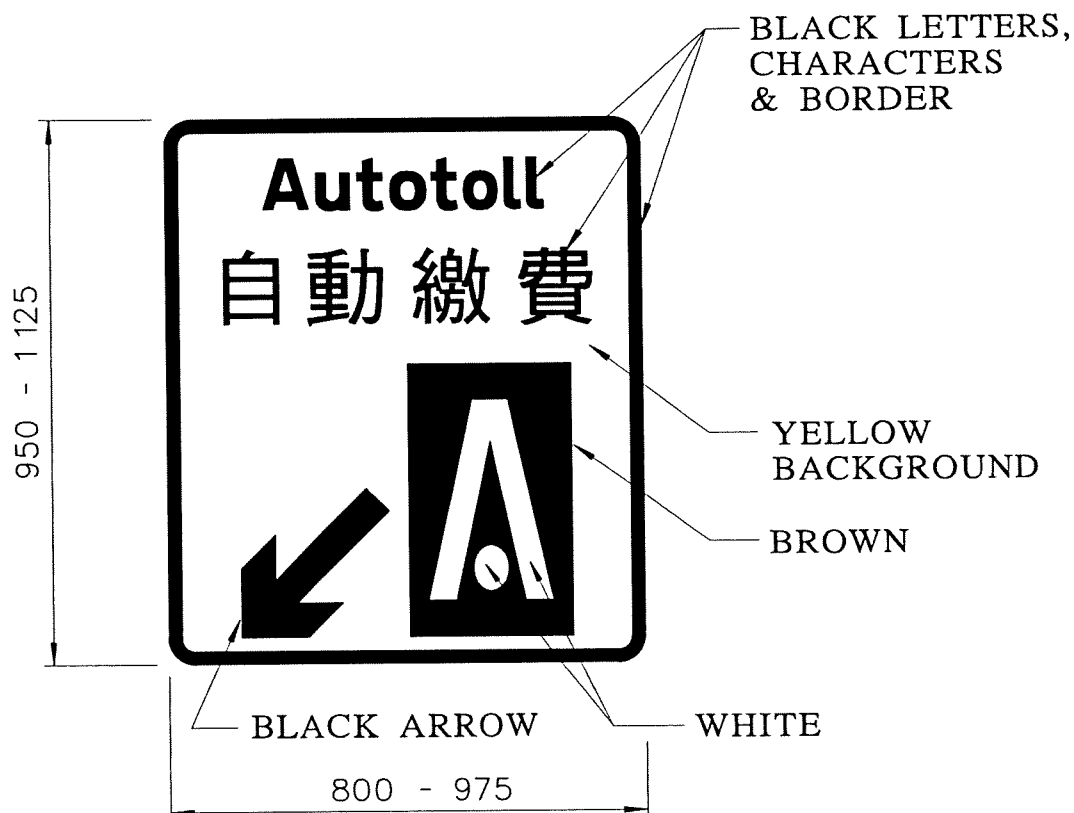 BLACK LETTERS,
CHARACTERS
& BORDER
Autotoll
自動繳費
950 - 1125
YELLOW
BACKGROUND
BROWN
BLACK ARROW
WHITE
800 - 975